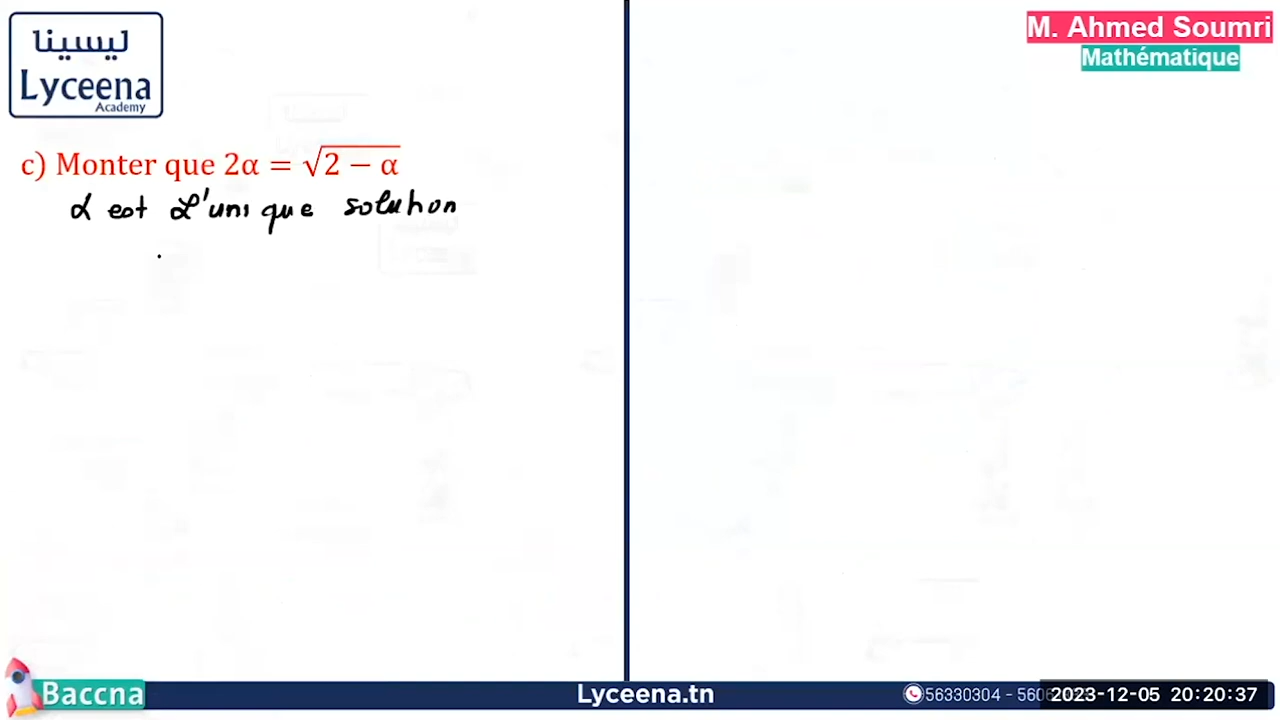 ليسينا
Lyceena
Academy
M. Ahmed Soumri
Mathématique
c) Monter que 2α = √(2 − α)
α est L'unique solution
Baccna
Lyceena.tn
56330304 - 560
2023-12-05 20:20:37